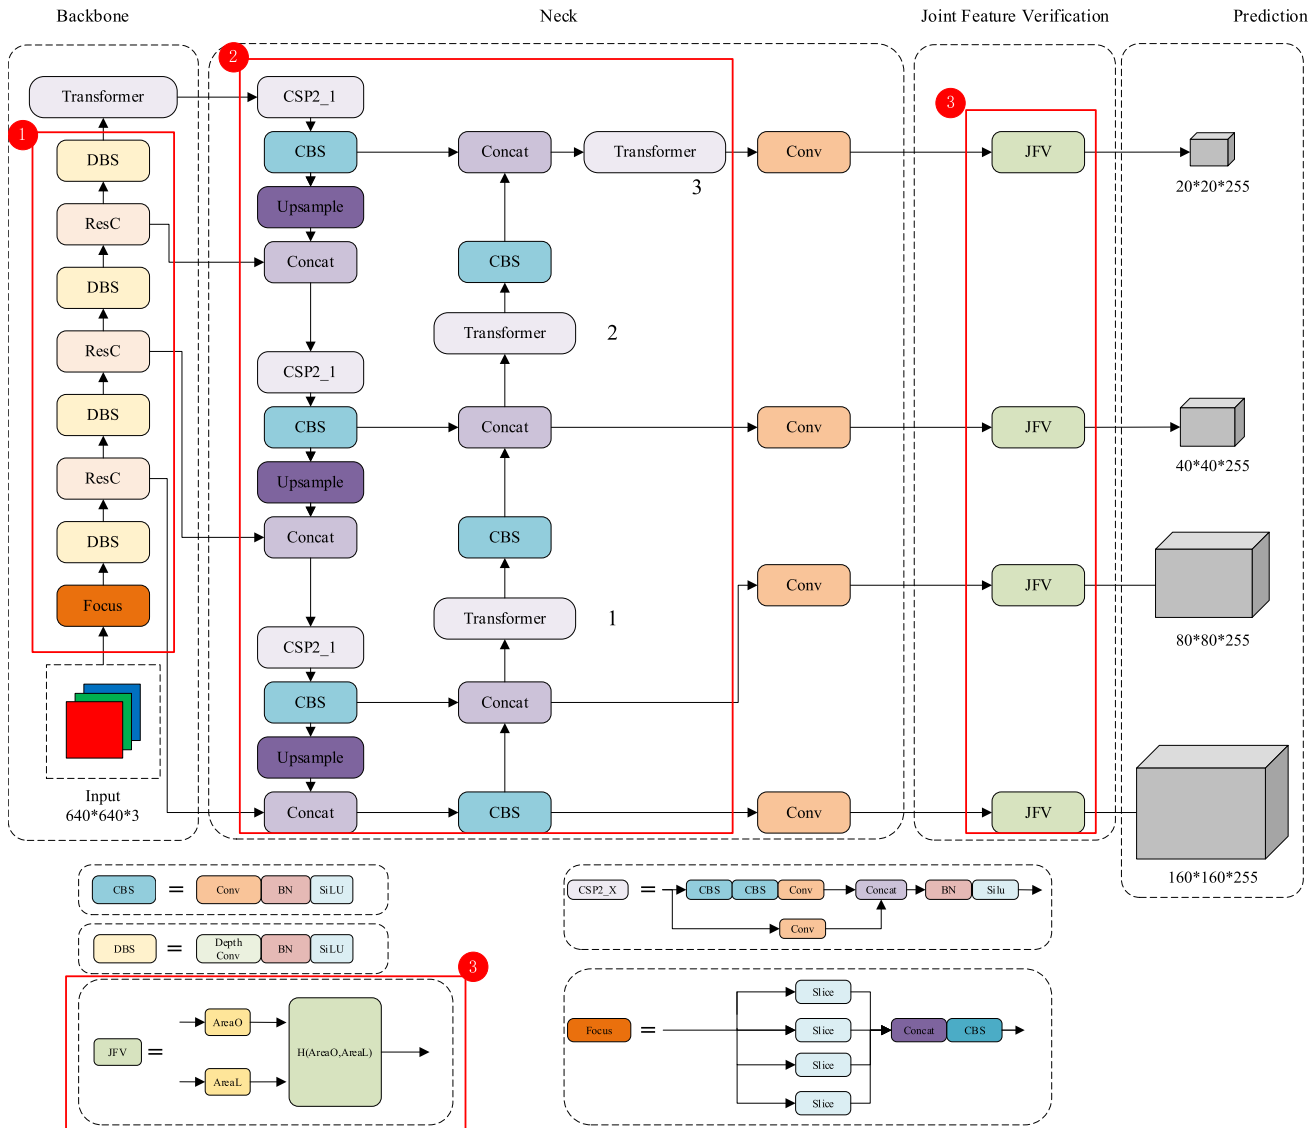 Backbone
Neck
Joint Feature Verification
Prediction
2
Transformer
CSP2_1
3
1
DBS
CBS
Concat
Transformer
Conv
JFV
20*20*255
3
ResC
Upsample
Concat
CBS
DBS
Transformer
2
ResC
CSP2_1
DBS
CBS
Concat
Conv
JFV
40*40*255
ResC
Upsample
DBS
Concat
CBS
Focus
Conv
JFV
Transformer
1
80*80*255
CSP2_1
CBS
Concat
Upsample
Input
640*640*3
Concat
CBS
Conv
JFV
160*160*255
CBS = Conv BN SiLU
CSP2_X = CBS CBS Conv Concat BN Silu
Conv
DBS = Depth Conv BN SiLU
3
JFV = AreaO AreaL H(AreaO,AreaL)
Focus = Slice Slice Slice Slice Concat CBS